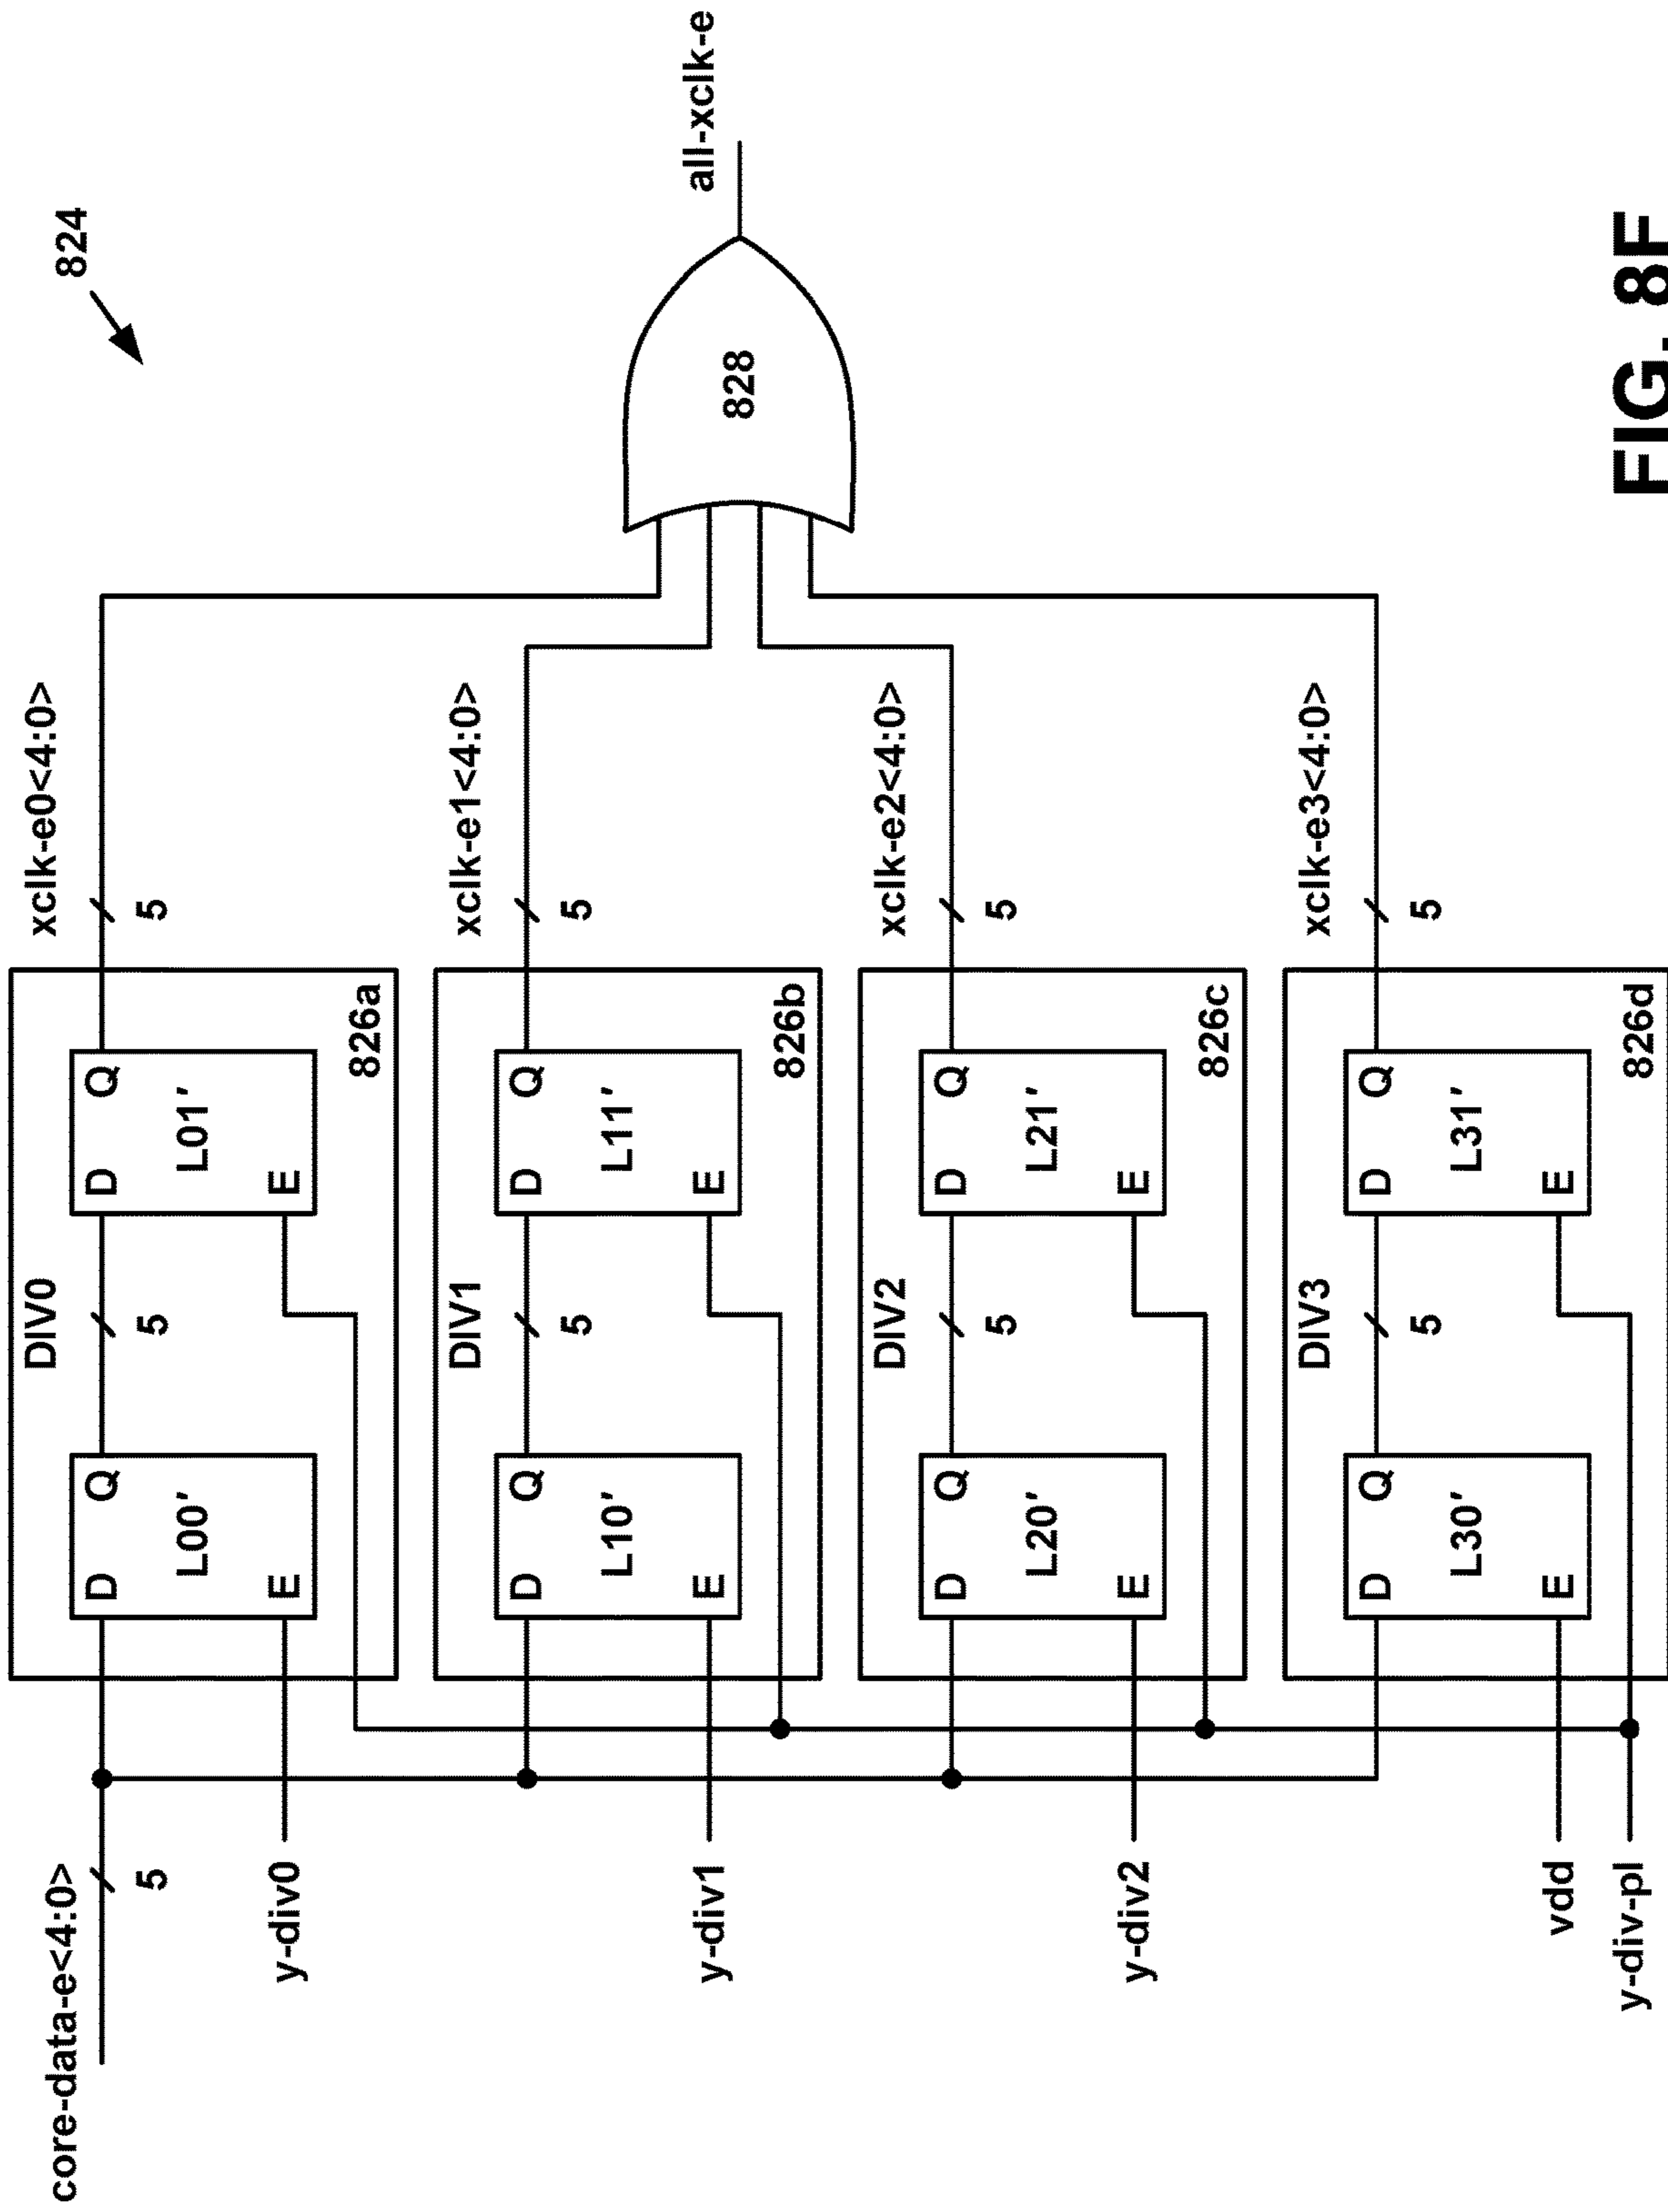 824
core-data-e<4:0>
5
DIV0
D Q
L00′
E
5
D Q
L01′
E
826a
xclk-e0<4:0>
5
y-div0
DIV1
D Q
L10′
E
5
D Q
L11′
E
826b
xclk-e1<4:0>
5
y-div1
828
all-xclk-e
DIV2
D Q
L20′
E
5
D Q
L21′
E
826c
xclk-e2<4:0>
5
y-div2
DIV3
D Q
L30′
E
5
D Q
L31′
E
826d
xclk-e3<4:0>
5
vdd
y-div-pl
FIG. 8F